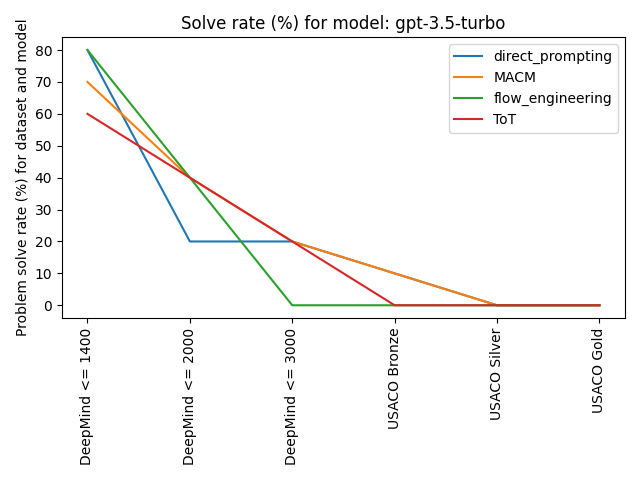 Solve rate (%) for model: gpt-3.5-turbo
Problem solve rate (%) for dataset and model
80
70
60
50
40
30
20
10
0
direct_prompting
MACM
flow_engineering
ToT
DeepMind <= 1400
DeepMind <= 2000
DeepMind <= 3000
USACO Bronze
USACO Silver
USACO Gold